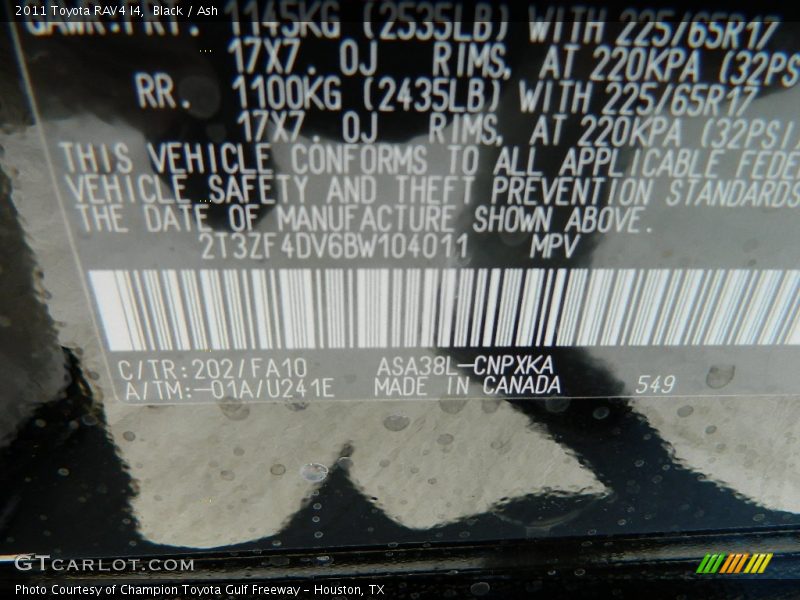 2011 Toyota RAV4 I4,  Black / Ash
GAWR:FRT. 1145KG (2535LB) WITH 225/65R17
17X7. 0J RIMS, AT 220KPA (32PS
RR. 1100KG (2435LB) WITH 225/65R17
17X7. 0J RIMS, AT 220KPA (32PSI
THIS VEHICLE CONFORMS TO ALL APPLICABLE FEDE
VEHICLE SAFETY AND THEFT PREVENTION STANDARDS
THE DATE OF MANUFACTURE SHOWN ABOVE.
2T3ZF4DV6BW104011 MPV
C/TR:202/FA10 ASA38L-CNPXKA
A/TM:-01A/U241E MADE IN CANADA 549
GTCARLOT.COM
Photo Courtesy of Champion Toyota Gulf Freeway - Houston, TX